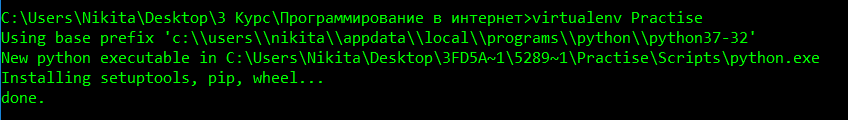 C:\Users\Nikita\Desktop\3 Курс\Программирование в интернет>virtualenv Practise
Using base prefix 'c:\\users\\nikita\\appdata\\local\\programs\\python\\python37-32'
New python executable in C:\Users\Nikita\Desktop\3FD5A~1\5289~1\Practise\Scripts\python.exe
Installing setuptools, pip, wheel...
done.